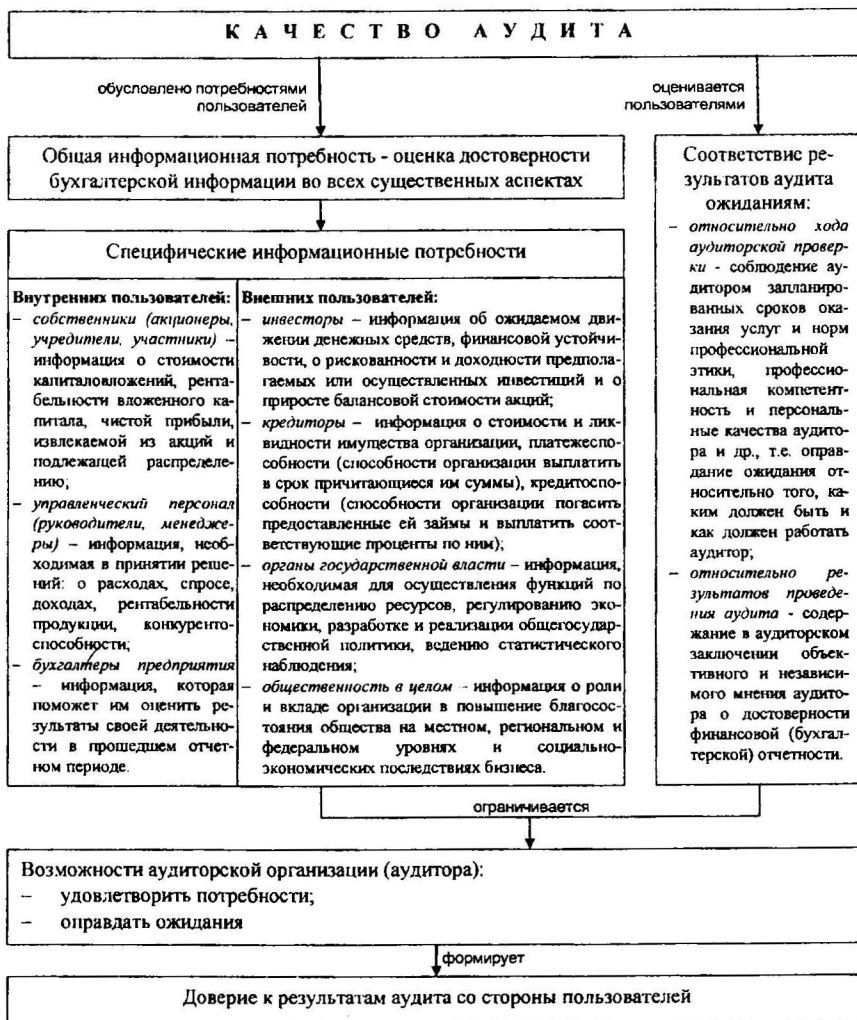 КАЧЕСТВО АУДИТА
обусловлено потребностями
пользователей
оценивается
пользователями
Общая информационная потребность - оценка достоверности
бухгалтерской информации во всех существенных аспектах
Специфические информационные потребности
Внутренних пользователей:
– собственники (акционеры,
учредители, участники) –
информация о стоимости
капиталовложений, рента-
бельности вложенного ка-
питала, чистой прибыли,
извлекаемой из акций и
подлежащей распределе-
нию;
– управленческий персонал
(руководители, менедже-
ры) – информация, необ-
ходимая в принятии реше-
ний: о расходах, спросе,
доходах, рентабельности
продукции, конкуренто-
способности;
– бухгалтеры предприятия
– информация, которая
поможет им оценить ре-
зультаты своей деятельно-
сти в прошедшем отчет-
ном периоде.
Внешних пользователей:
– инвесторы – информация об ожидаемом дви-
жении денежных средств, финансовой устойчи-
вости, о рискованности и доходности предпола-
гаемых или осуществленных инвестиций и о
приросте балансовой стоимости акций;
– кредиторы – информация о стоимости и лик-
видности имущества организации, платежеспо-
собности (способности организации выплатить
в срок причитающиеся им суммы), кредитоспо-
собности (способности организации погасить
предоставленные ей займы и выплатить соот-
ветствующие проценты по ним);
– органы государственной власти – информация,
необходимая для осуществления функций по
распределению ресурсов, регулированию эко-
номики, разработке и реализации общегосудар-
ственной политики, ведению статистического
наблюдения;
– общественность в целом – информация о роли
и вкладе организации в повышение благосос-
тояния общества на местном, региональном и
федеральном уровнях и социально-
экономических последствиях бизнеса.
Соответствие ре-
зультатов аудита
ожиданиям:
– относительно хода
аудиторской провер-
ки - соблюдение ау-
дитором запланиро-
ванных сроков ока-
зания услуг и норм
профессиональной
этики, профессио-
нальная компетент-
ность и персональ-
ные качества аудито-
ра и др., т.е. оправ-
дание ожидания от-
носительно того, ка-
ким должен быть и
как должен работать
аудитор;
– относительно ре-
зультатов проведе-
ния аудита - содер-
жание в аудиторском
заключении объек-
тивного и независи-
мого мнения аудито-
ра о достоверности
финансовой (бухгал-
терской) отчетности.
ограничивается
Возможности аудиторской организации (аудитора):
– удовлетворить потребности;
– оправдать ожидания
формирует
Доверие к результатам аудита со стороны пользователей